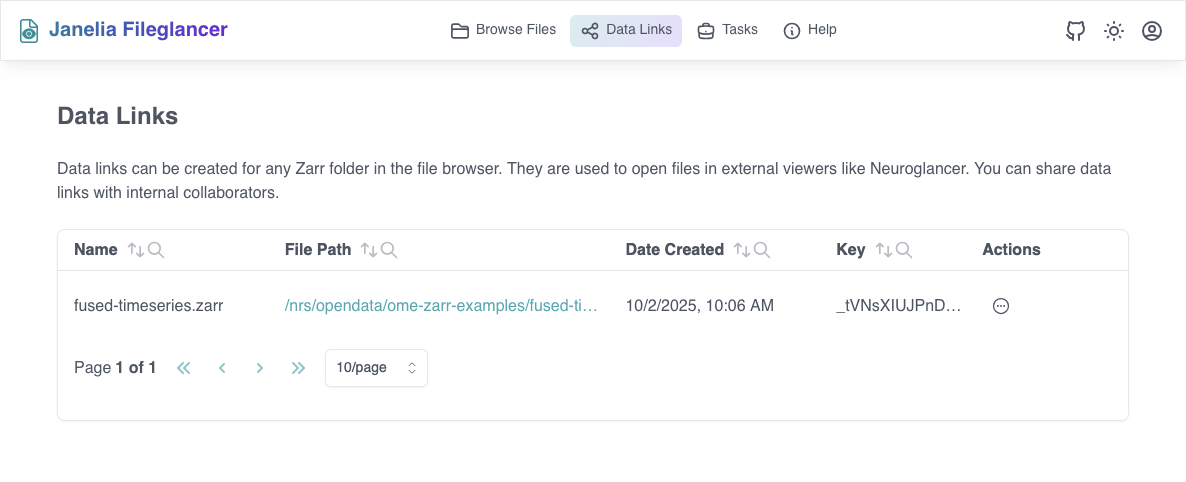 Janelia Fileglancer
Browse Files
Data Links
Tasks
Help
Data Links
Data links can be created for any Zarr folder in the file browser. They are used to open files in external viewers like Neuroglancer. You can share data
links with internal collaborators.
Name File Path Date Created Key Actions
fused-timeseries.zarr /nrs/opendata/ome-zarr-examples/fused-ti... 10/2/2025, 10:06 AM _tVNsXIUJPnD...
Page 1 of 1 10/page